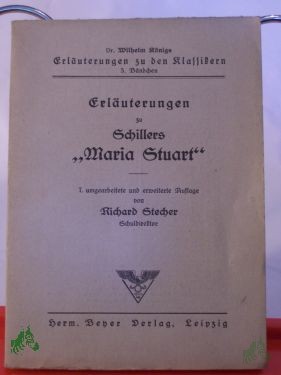 Dr. Wilhelm Königs
Erläuterungen zu den Klassikern
5. Bändchen
Erläuterungen
zu
Schillers
„Maria Stuart“
7. umgearbeitete und erweiterte Auflage
von
Richard Stecher
Schuldirektor
Herm. Beyer Verlag, Leipzig